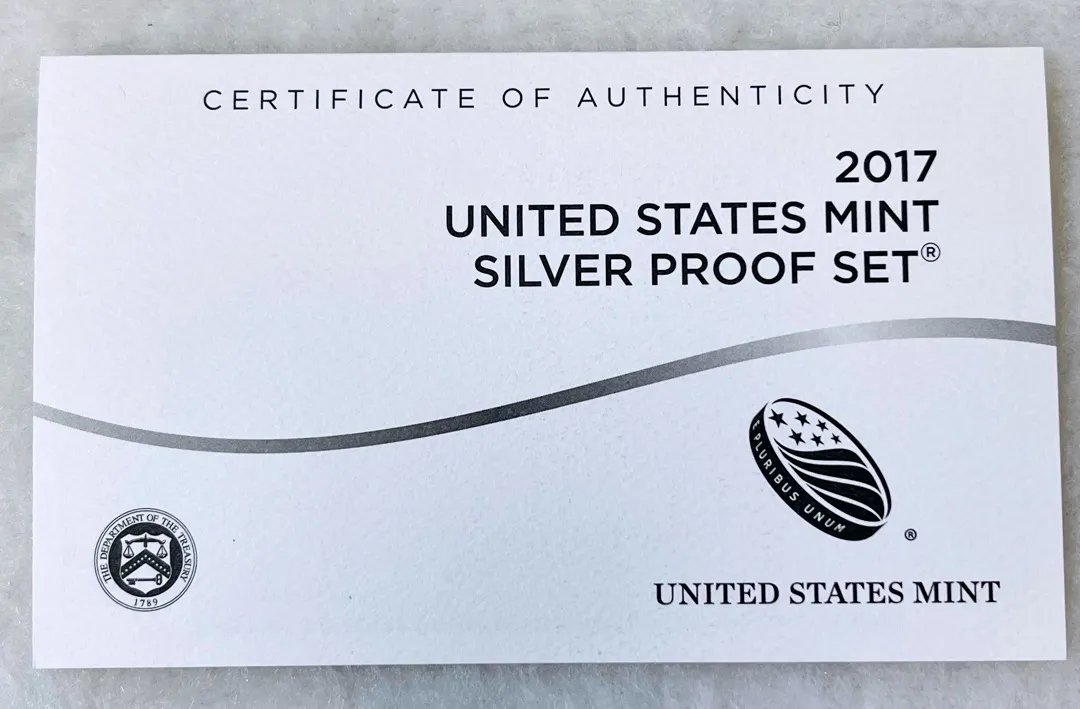 CERTIFICATE OF AUTHENTICITY
2017
UNITED STATES MINT
SILVER PROOF SET®
E PLURIBUS UNUM
®
THE DEPARTMENT OF THE TREASURY
1789
UNITED STATES MINT